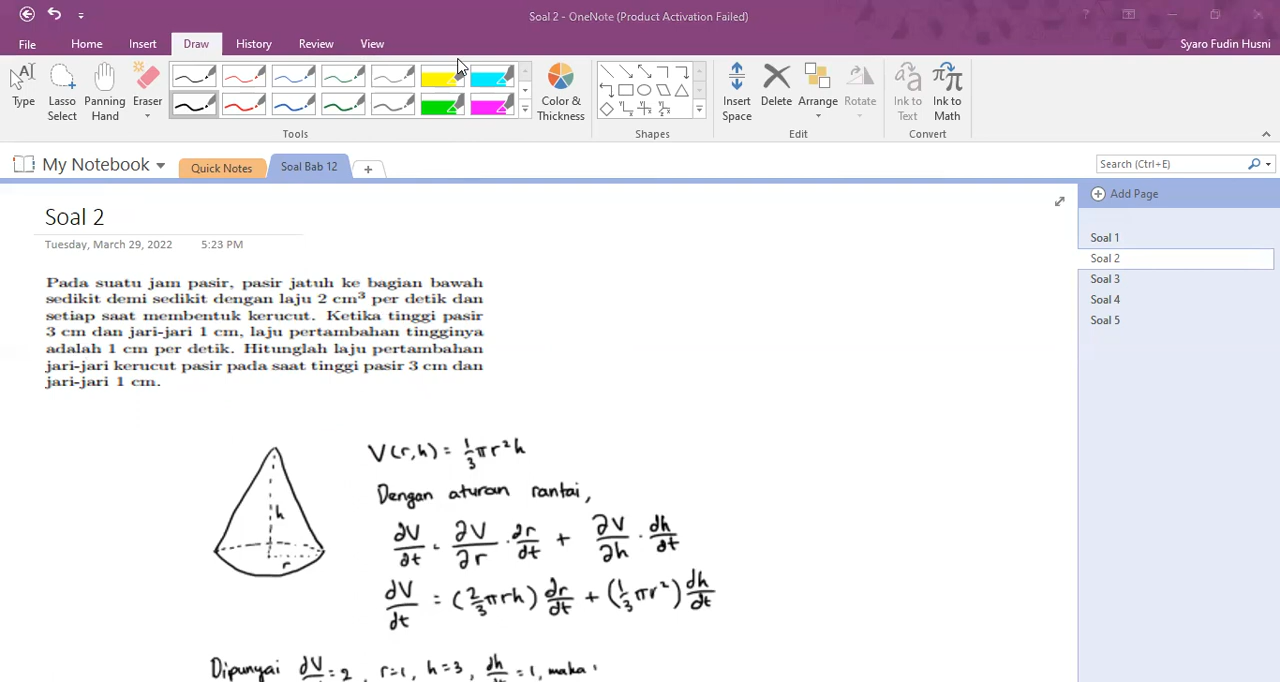 Soal 2 - OneNote (Product Activation Failed)
File Home Insert Draw History Review View
Syaro Fudin Husni
Type
Lasso Select
Panning Hand
Eraser
Color & Thickness
Insert Space
Delete
Arrange
Rotate
Ink to Text
Ink to Math
Tools
Shapes
Edit
Convert
My Notebook
Quick Notes
Soal Bab 12
Search (Ctrl+E)
Add Page
Soal 1
Soal 2
Soal 3
Soal 4
Soal 5
Soal 2
Tuesday, March 29, 2022 5:23 PM
Pada suatu jam pasir, pasir jatuh ke bagian bawah
sedikit demi sedikit dengan laju 2 cm³ per detik dan
setiap saat membentuk kerucut. Ketika tinggi pasir
3 cm dan jari-jari 1 cm, laju pertambahan tingginya
adalah 1 cm per detik. Hitunglah laju pertambahan
jari-jari kerucut pasir pada saat tinggi pasir 3 cm dan
jari-jari 1 cm.
h
r
V(r,h) = 1/3 πr²h
Dengan aturan rantai,
∂V/∂t = ∂V/∂r · ∂r/∂t + ∂V/∂h · dh/dt
∂V/dt = (2/3 πrh) ∂r/dt + (1/3 πr²) dh/dt
Dipunyai dV/dt = 2, r=1, h=3, dh/dt = 1, maka